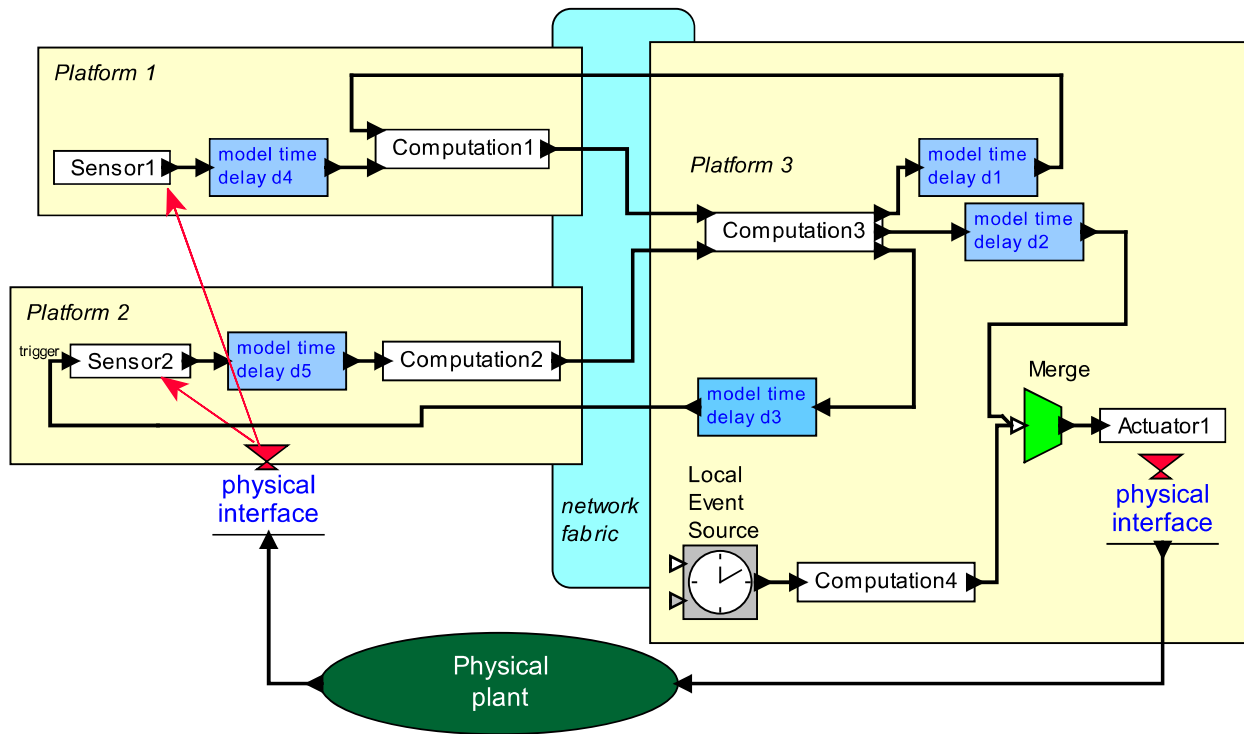 Platform 1
Sensor1
model time
delay d4
Computation1
Platform 2
trigger
Sensor2
model time
delay d5
Computation2
physical
interface
network
fabric
Platform 3
Computation3
model time
delay d1
model time
delay d2
model time
delay d3
Merge
Actuator1
physical
interface
Local
Event
Source
Computation4
Physical
plant